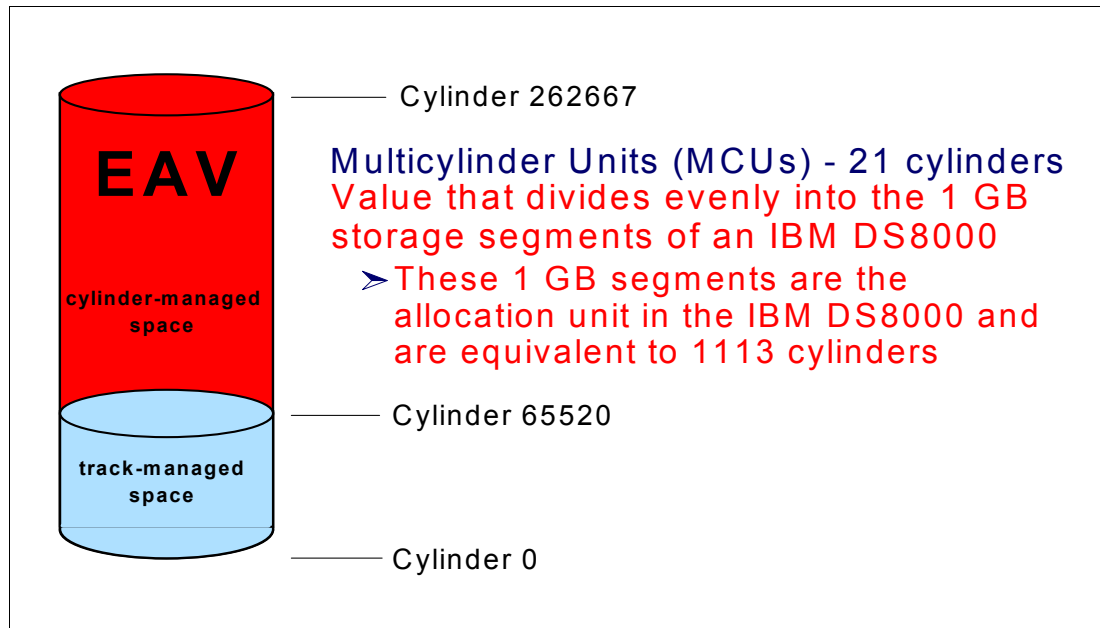 Cylinder 262667
EAV
Multicylinder Units (MCUs) - 21 cylinders
Value that divides evenly into the 1 GB
storage segments of an IBM DS8000
➢ These 1 GB segments are the
allocation unit in the IBM DS8000 and
are equivalent to 1113 cylinders
cylinder-managed
space
Cylinder 65520
track-managed
space
Cylinder 0